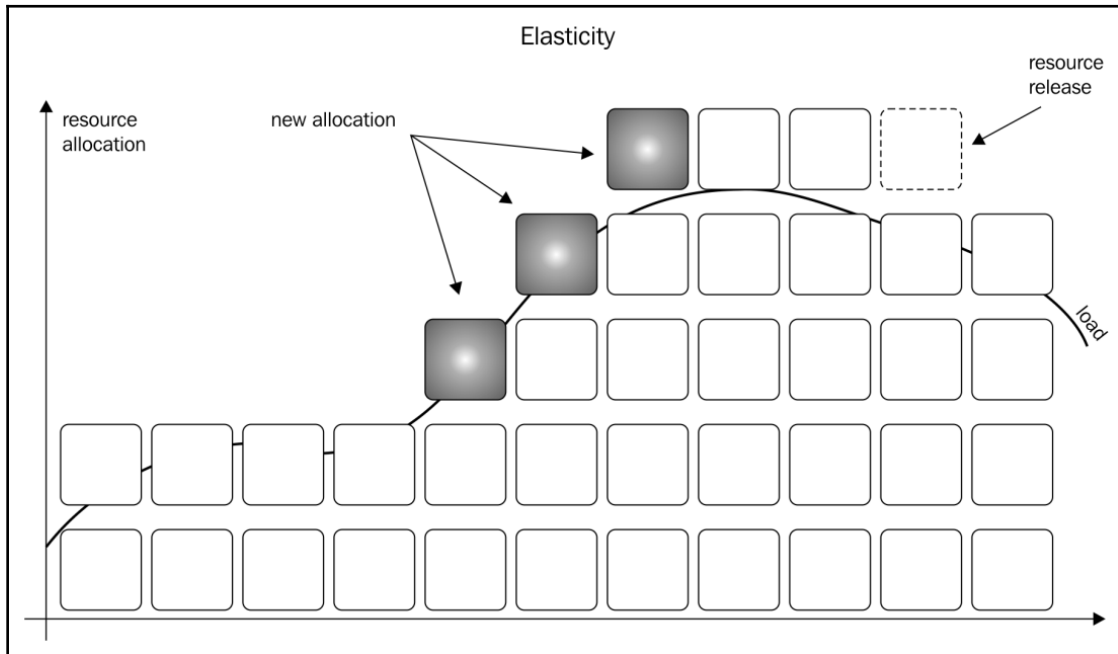 Elasticity
resource
release
resource
allocation
new allocation
load